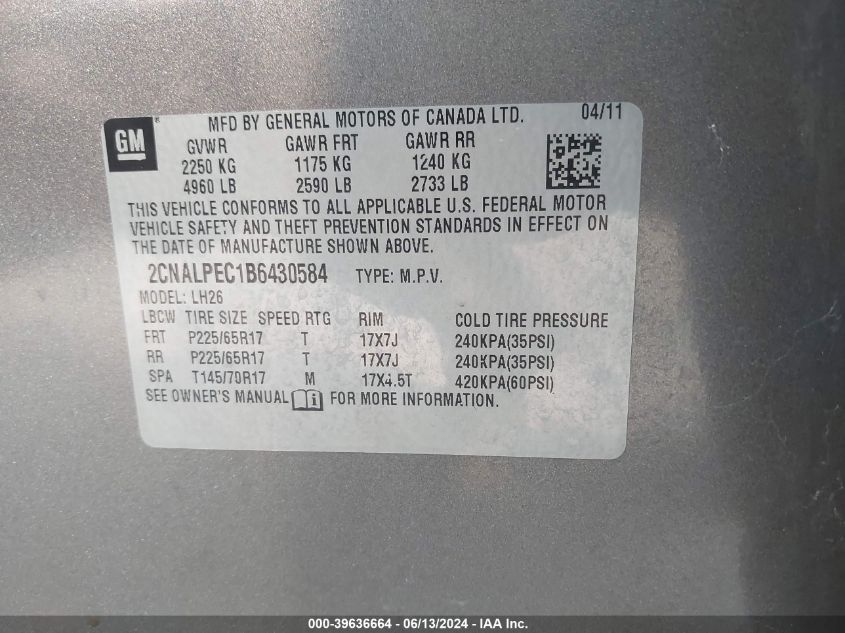 GM ® MFD BY GENERAL MOTORS OF CANADA LTD. 04/11
GVWR GAWR FRT GAWR RR
2250 KG 1175 KG 1240 KG
4960 LB 2590 LB 2733 LB
THIS VEHICLE CONFORMS TO ALL APPLICABLE U.S. FEDERAL MOTOR
VEHICLE SAFETY AND THEFT PREVENTION STANDARDS IN EFFECT ON
THE DATE OF MANUFACTURE SHOWN ABOVE.
2CNALPEC1B6430584 TYPE: M.P.V.
MODEL: LH26
LBCW TIRE SIZE SPEED RTG RIM COLD TIRE PRESSURE
FRT P225/65R17 T 17X7J 240KPA(35PSI)
RR P225/65R17 T 17X7J 240KPA(35PSI)
SPA T145/70R17 M 17X4.5T 420KPA(60PSI)
SEE OWNER'S MANUAL i FOR MORE INFORMATION.
000-39636664 - 06/13/2024 - IAA Inc.